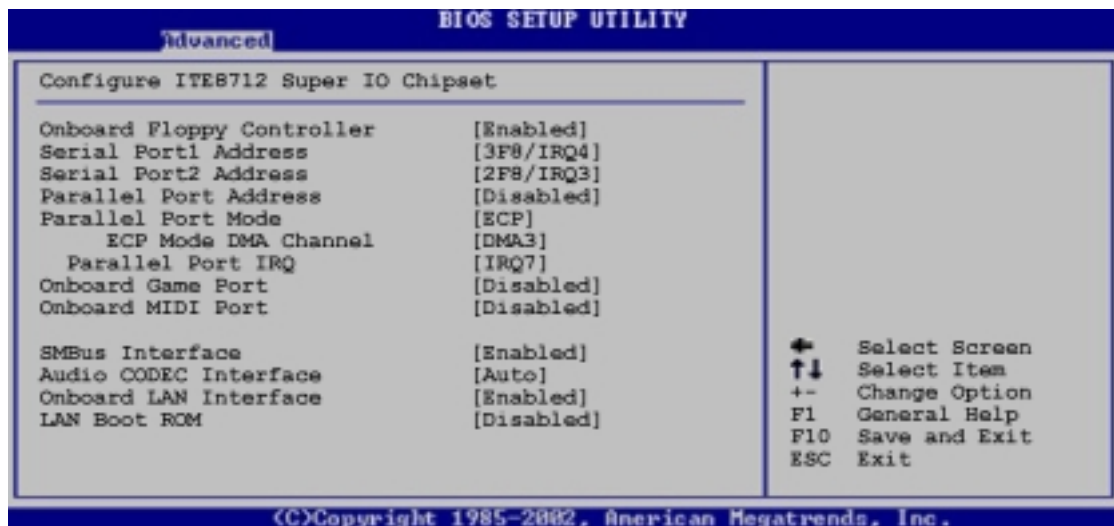 BIOS SETUP UTILITY
Advanced
Configure ITE8712 Super IO Chipset
Onboard Floppy Controller [Enabled]
Serial Port1 Address [3F8/IRQ4]
Serial Port2 Address [2F8/IRQ3]
Parallel Port Address [Disabled]
Parallel Port Mode [ECP]
ECP Mode DMA Channel [DMA3]
Parallel Port IRQ [IRQ7]
Onboard Game Port [Disabled]
Onboard MIDI Port [Disabled]
SMBus Interface [Enabled]
Audio CODEC Interface [Auto]
Onboard LAN Interface [Enabled]
LAN Boot ROM [Disabled]
← Select Screen
↑↓ Select Item
+- Change Option
F1 General Help
F10 Save and Exit
ESC Exit
(C)Copyright 1985-2002, American Megatrends, Inc.